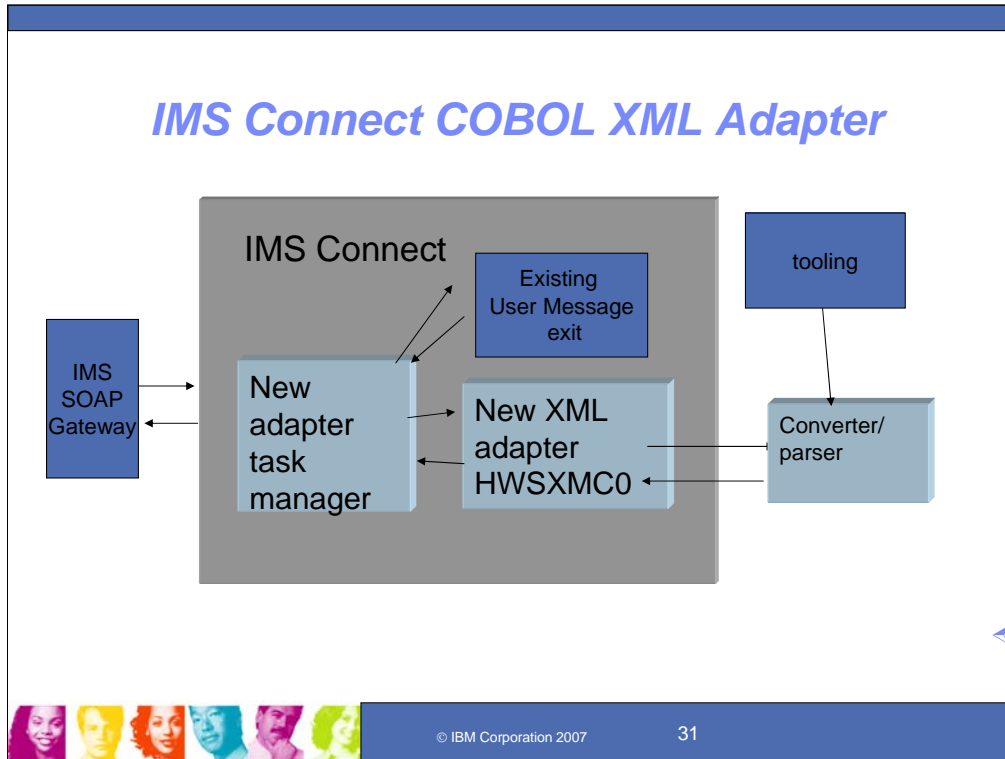 IMS Connect COBOL XML Adapter
IMS Connect
Existing
User Message
exit
tooling
IMS
SOAP
Gateway
New
adapter
task
manager
New XML
adapter
HWSXMC0
Converter/
parser
© IBM Corporation 2007
31